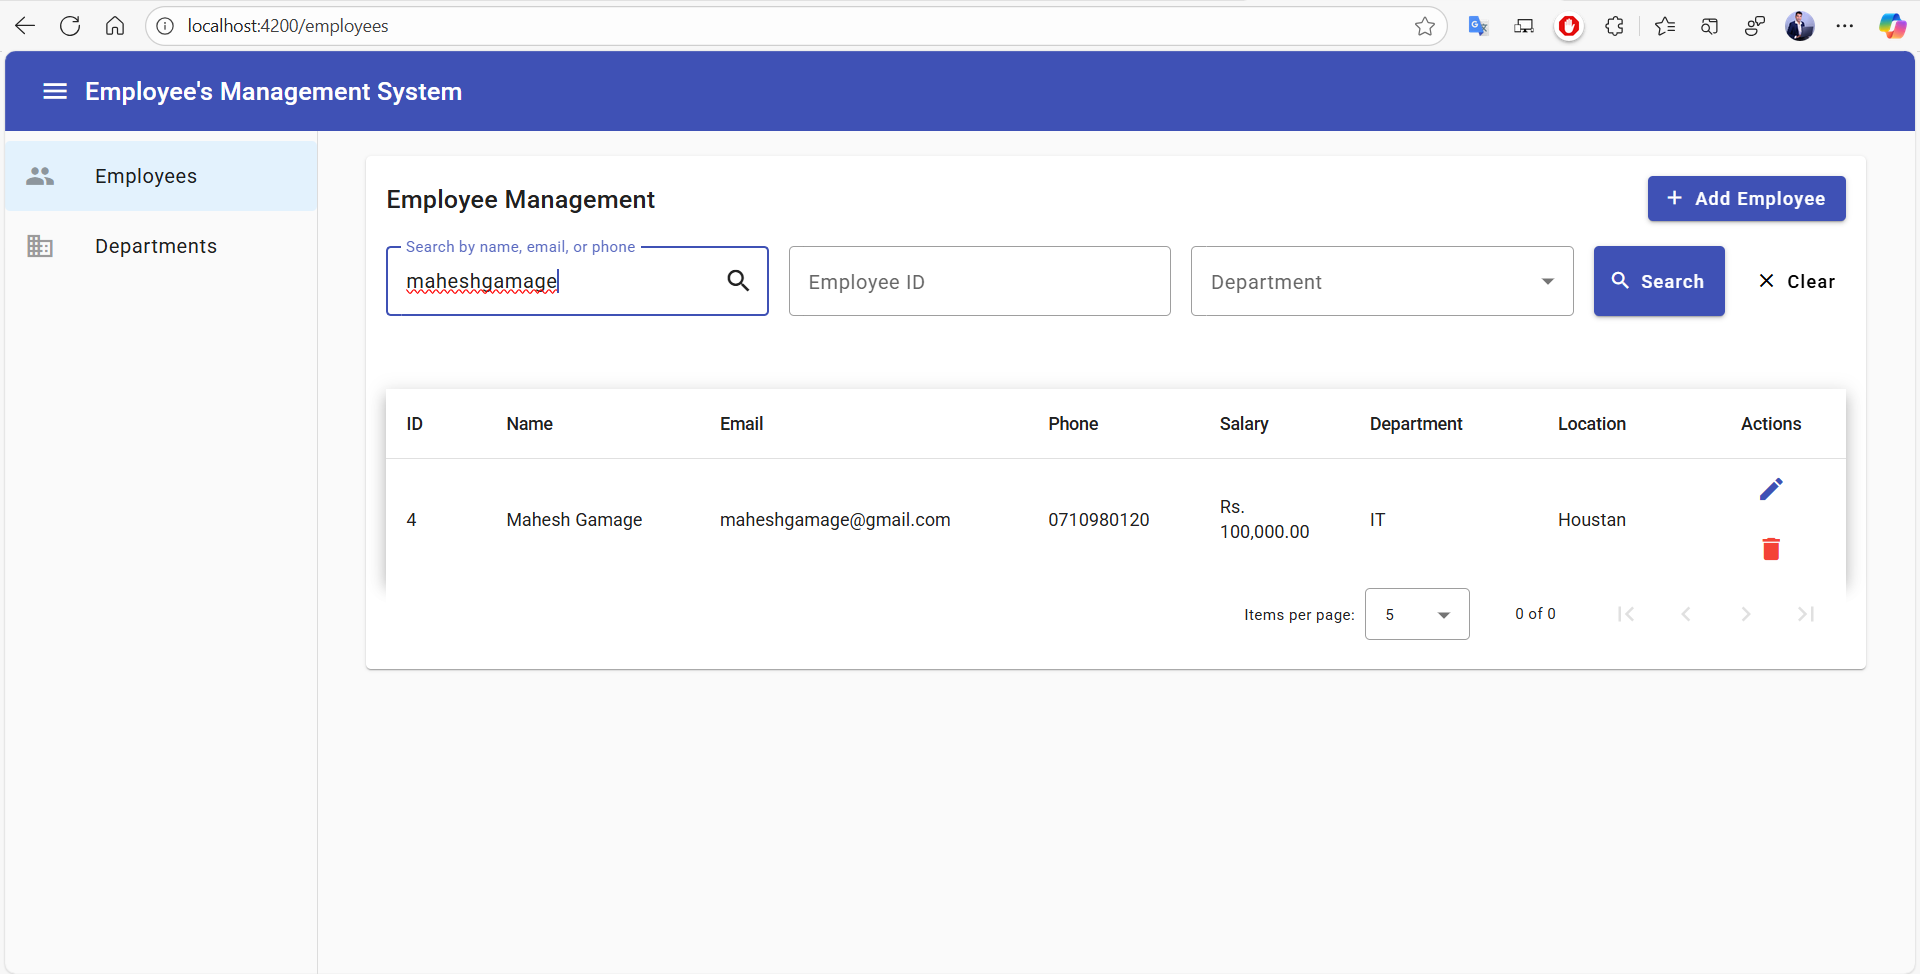 localhost:4200/employees
Employee's Management System
Employees
Departments
Employee Management
+ Add Employee
Search by name, email, or phone
maheshgamage
Employee ID
Department
Search
Clear
ID Name Email Phone Salary Department Location Actions
4 Mahesh Gamage maheshgamage@gmail.com 0710980120 Rs. 100,000.00 IT Houstan
Items per page: 5 0 of 0